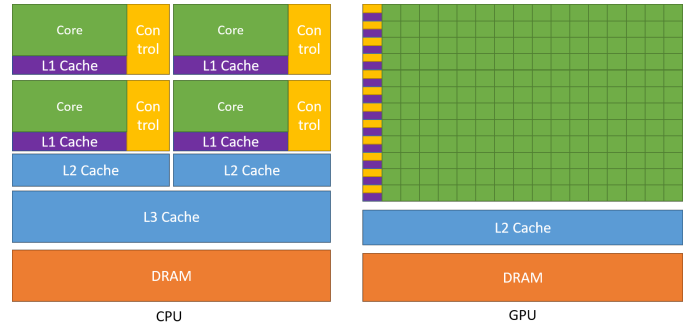 Core
Con
trol
L1 Cache
Core
Con
trol
L1 Cache
Core
Con
trol
L1 Cache
Core
Con
trol
L1 Cache
L2 Cache
L2 Cache
L3 Cache
DRAM
CPU
L2 Cache
DRAM
GPU